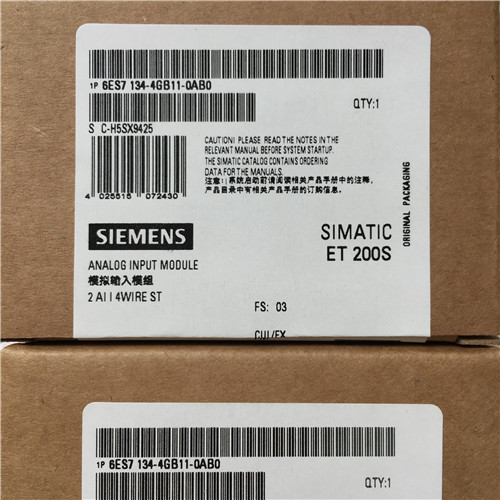 1P 6ES7 134-4GB11-0AB0
QTY:1
S C-H5SX9425
CAUTION! PLEASE READ THE NOTES IN THE
RELEVANT MANUAL BEFORE SYSTEM STARTUP.
THE SIMATIC CATALOG CONTAINS ORDERING
DATA FOR THE MANUALS.
注意:系统启动前请阅读相关产品手册中的注释,
产品目录中有相关手册的订购信息.
4 025515 072430
ORIGINAL PACKAGING
SIEMENS
SIMATIC
ET 200S
ANALOG INPUT MODULE
模拟输入模组
2 AI I 4WIRE ST
FS: 03
CUI/EX
1P 6ES7 134-4GB11-0AB0
QTY:1